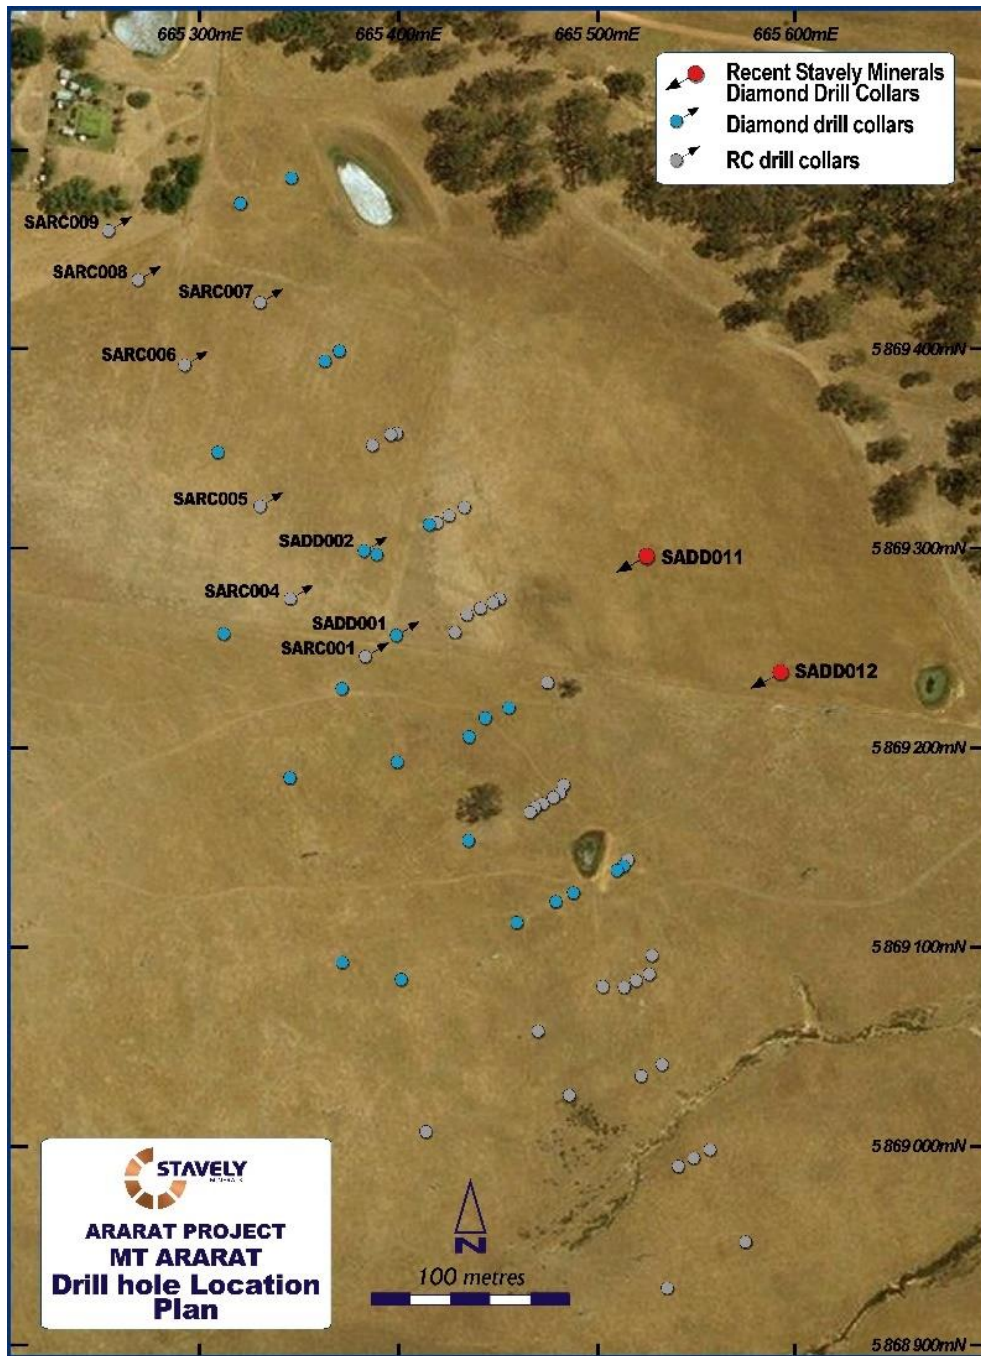 665 300mE
665 400mE
665 500mE
665 600mE
Recent Stavely Minerals
Diamond Drill Collars
Diamond drill collars
RC drill collars
SARC009
SARC008
SARC007
SARC006
5 869 400mN
SARC005
SADD002
5 869 300mN
SADD011
SARC004
SADD001
SARC001
SADD012
5 869 200mN
5 869 100mN
5 869 000mN
STAVELY
MINERALS
ARARAT PROJECT
MT ARARAT
Drill hole Location
Plan
N
100 metres
5 868 900mN